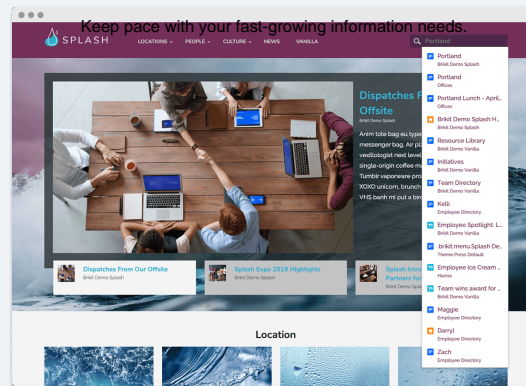 Keep pace with your fast-growing information needs.
SPLASH
LOCATIONS PEOPLE CULTURE NEWS VANILLA
Portland
Dispatches F
Offsite
Brikit Demo Splash
Anim tote bag eu type
messenger bag. Air pl
vexillologist next level
single-origin coffee m
Tumblr vaporware pro
XOXO unicorn, brunch
VHS banh mi put a bir
Dispatches From Our Offsite
Brikit Demo Splash
Splash Expo 2019 Highlights
Brikit Demo Splash
Splash Intro
Partners for
Brikit Demo Spla
Portland
Brikit Demo Splash
Portland
Offices
Portland Lunch - April...
Offices
Brikit Demo Splash H...
Brikit Demo Splash
Resource Library
Brikit Demo Vanilla
Initiatives
Brikit Demo Vanilla
Team Directory
Brikit Demo Vanilla
Kelli
Employee Directory
Employee Spotlight: L...
Brikit Demo Vanilla
.brikit.menu.Splash De...
Theme Press Default
Employee Ice Cream ...
Hanna
Team wins award for ...
Brikit Demo Vanilla
Maggie
Employee Directory
Darryl
Employee Directory
Zach
Employee Directory
Location